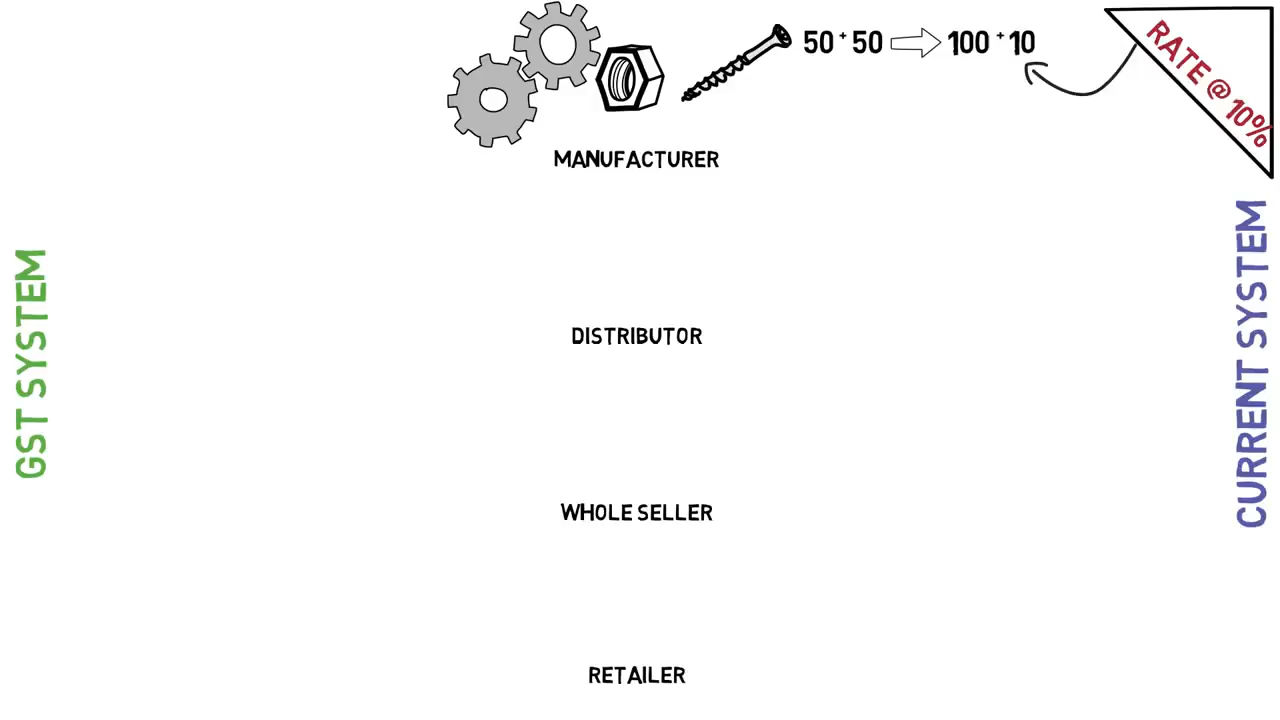 50 + 50 ⇨ 100 + 10
RATE @ 10%
MANUFACTURER
GST SYSTEM
CURRENT SYSTEM
DISTRIBUTOR
WHOLE SELLER
RETAILER